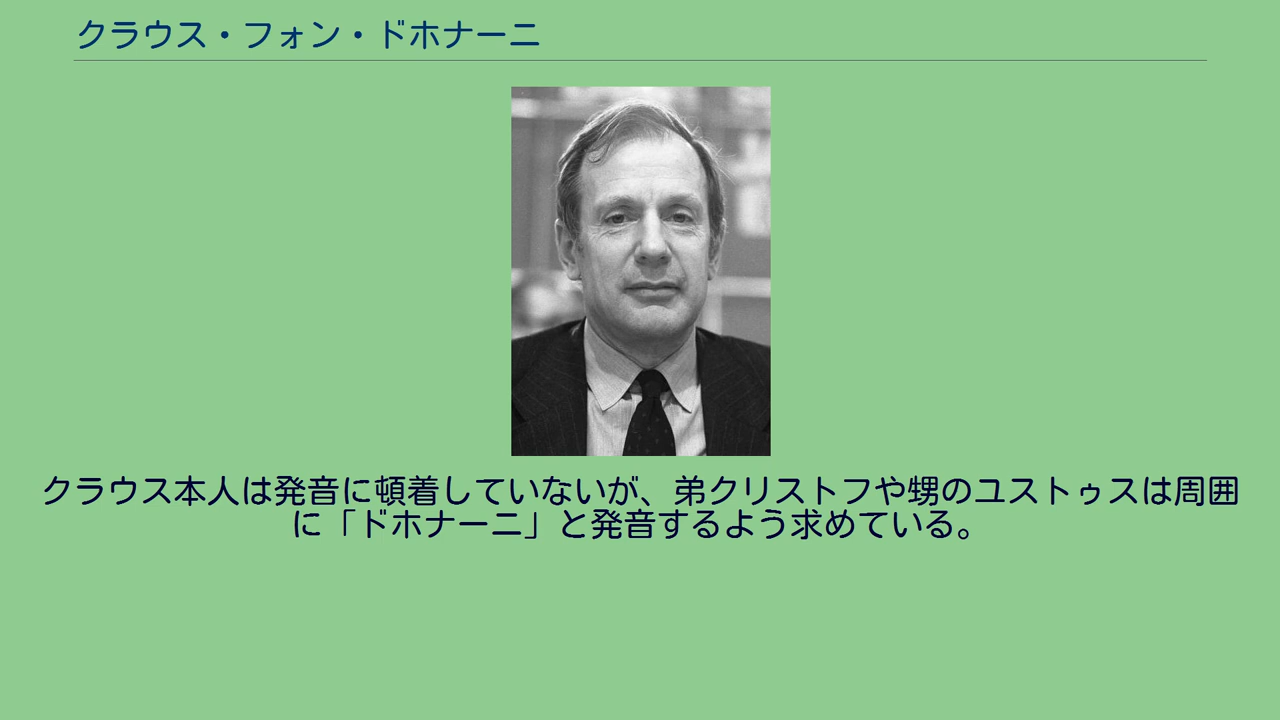 クラウス・フォン・ドホナーニ
クラウス本人は発音に頓着していないが、弟クリストフや甥のユストゥスは周囲
に「ドホナーニ」と発音するよう求めている。